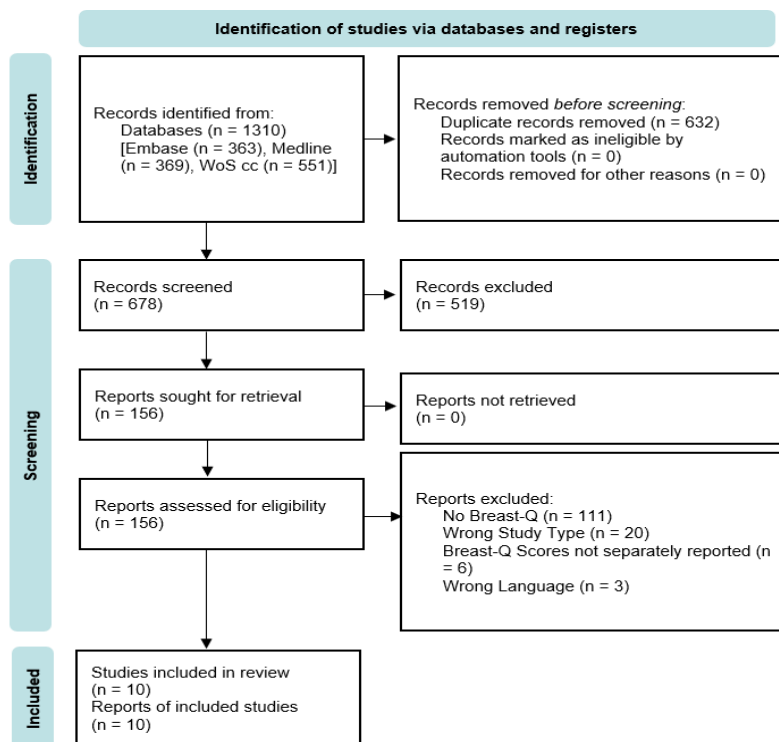 Identification of studies via databases and registers
Identification
Records identified from:
Databases (n = 1310)
[Embase (n = 363), Medline
(n = 369), WoS cc (n = 551)]
Records removed before screening:
Duplicate records removed (n = 632)
Records marked as ineligible by
automation tools (n = 0)
Records removed for other reasons (n = 0)
Screening
Records screened
(n = 678)
Records excluded
(n = 519)
Reports sought for retrieval
(n = 156)
Reports not retrieved
(n = 0)
Reports assessed for eligibility
(n = 156)
Reports excluded:
No Breast-Q (n = 111)
Wrong Study Type (n = 20)
Breast-Q Scores not separately reported (n
= 6)
Wrong Language (n = 3)
Included
Studies included in review
(n = 10)
Reports of included studies
(n = 10)